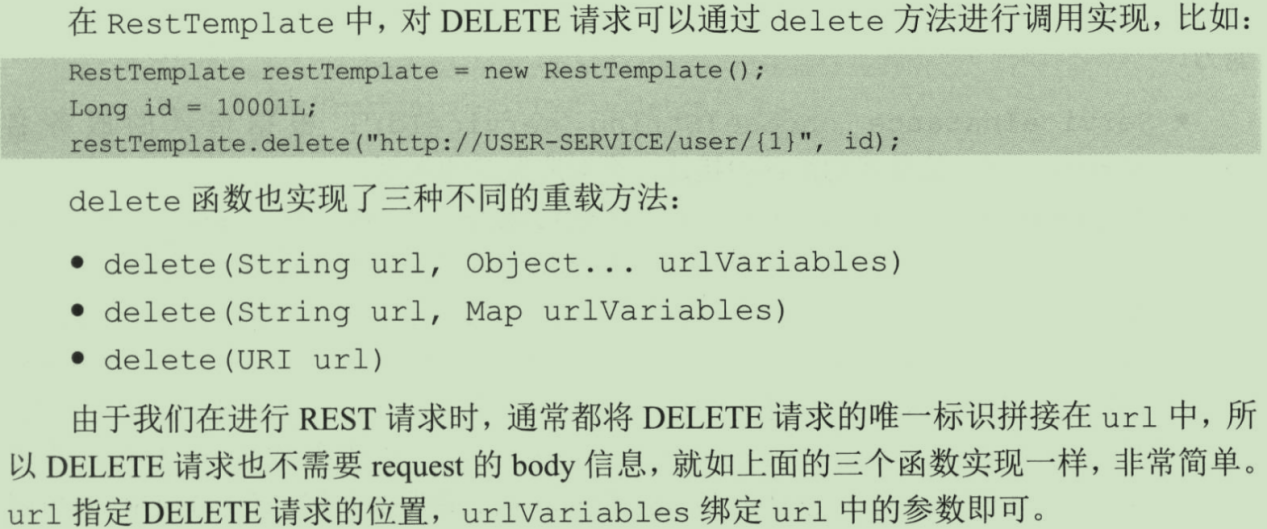 在 RestTemplate 中，对 DELETE 请求可以通过 delete 方法进行调用实现，比如：
RestTemplate restTemplate = new RestTemplate();
Long id = 10001L;
restTemplate.delete("http://USER-SERVICE/user/{1}", id);
delete 函数也实现了三种不同的重载方法：
• delete(String url, Object... urlVariables)
• delete(String url, Map urlVariables)
• delete(URI url)
由于我们在进行 REST 请求时，通常都将 DELETE 请求的唯一标识拼接在 url 中，所
以 DELETE 请求也不需要 request 的 body 信息，就如上面的三个函数实现一样，非常简单。
url 指定 DELETE 请求的位置，urlVariables 绑定 url 中的参数即可。